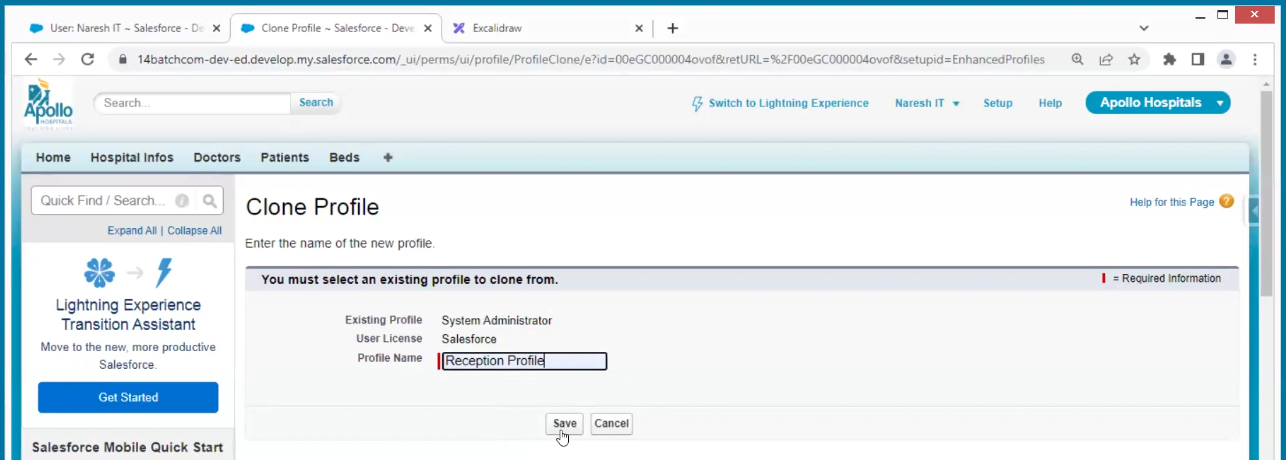 User: Naresh IT ~ Salesforce - De
Clone Profile ~ Salesforce - Deve
Excalidraw
14batchcom-dev-ed.develop.my.salesforce.com/_ui/perms/ui/profile/ProfileClone/e?id=00eGC000004ovof&retURL=%2F00eGC000004ovof&setupid=EnhancedProfiles
Apollo
HOSPITALS
Search...
Search
Switch to Lightning Experience
Naresh IT
Setup
Help
Apollo Hospitals
Home
Hospital Infos
Doctors
Patients
Beds
Quick Find / Search...
Expand All | Collapse All
Lightning Experience
Transition Assistant
Move to the new, more productive
Salesforce.
Get Started
Salesforce Mobile Quick Start
Clone Profile
Help for this Page
Enter the name of the new profile.
You must select an existing profile to clone from.
= Required Information
Existing Profile System Administrator
User License Salesforce
Profile Name Reception Profile
Save Cancel